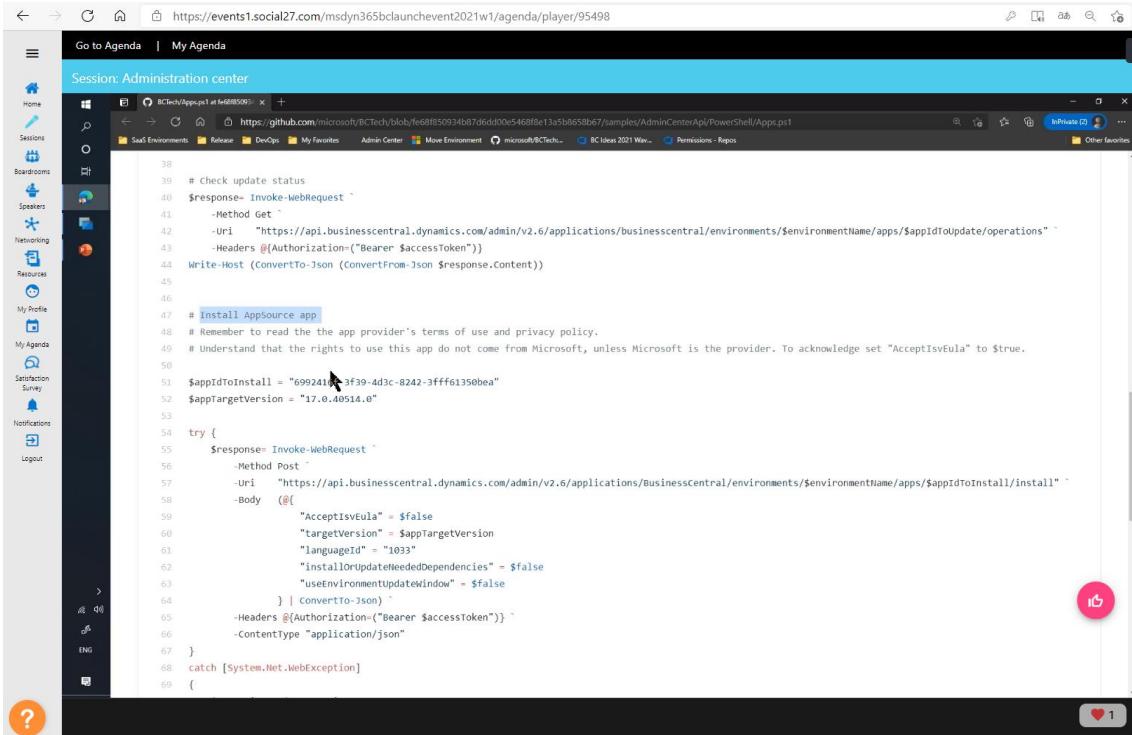 https://events1.social27.com/msdyn365bclaunchevent2021w1/agenda/player/95498
Go to Agenda | My Agenda
Session: Administration center
Home
Sessions
Boardrooms
Speakers
Networking
Resources
My Profile
My Agenda
Satisfaction
Survey
Notifications
Logout
?
BCTech/Apps.ps1 at fe68f850934
https://github.com/microsoft/BCTech/blob/fe68f850934b87d6dd00e5468f8e13a5b8658b67/samples/AdminCenterApi/PowerShell/Apps.ps1
InPrivate (2)
SaaS Environments Release DevOps My Favorites Admin Center Move Environment microsoft/BCTech:... BC Ideas 2021 Wav... Permissions - Repos Other favorites
38
39 # Check update status
40 $response= Invoke-WebRequest `
41 -Method Get `
42 -Uri "https://api.businesscentral.dynamics.com/admin/v2.6/applications/businesscentral/environments/$environmentName/apps/$appIdToUpdate/operations" `
43 -Headers @{Authorization=("Bearer $accessToken")}
44 Write-Host (ConvertTo-Json (ConvertFrom-Json $response.Content))
45
46
47 # Install AppSource app
48 # Remember to read the the app provider's terms of use and privacy policy.
49 # Understand that the rights to use this app do not come from Microsoft, unless Microsoft is the provider. To acknowledge set "AcceptIsvEula" to $true.
50
51 $appIdToInstall = -3f39-4d3c-8242-3fff61350bea"
52 $appTargetVersion = "17.0.40514.0"
53
54 try {
55 $response= Invoke-WebRequest `
56 -Method Post `
57 -Uri "https://api.businesscentral.dynamics.com/admin/v2.6/applications/BusinessCentral/environments/$environmentName/apps/$appIdToInstall/install" `
58 -Body (@{
59 "AcceptIsvEula" = $false
60 "targetVersion" = $appTargetVersion
61 "languageId" = "1033"
62 "installOrUpdateNeededDependencies" = $false
63 "useEnvironmentUpdateWindow" = $false
64 } | ConvertTo-Json) `
65 -Headers @{Authorization=("Bearer $accessToken")} `
66 -ContentType "application/json"
67 }
68 catch [System.Net.WebException]
69 {
ENG
1